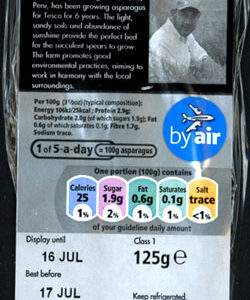 Peru, has been growing asparagus
for Tesco for 6 years. The light,
sandy soils and abundance of
sunshine provide the perfect bed
for the succulent spears to grow.
The farm promotes good
environmental practices, aiming to
work in harmony with the local
surroundings.
Per 100g (3½oz) (typical composition):
Energy 106kJ/25kcal; Protein 2.9g;
Carbohydrate 2.0g (of which sugars 1.9g); Fat
0.6g of which saturates 0.1g; Fibre 1.7g,
Sodium trace.
by air
1 of 5-a-day = 100g asparagus
One portion (100g) contains
Calories 25 1%
Sugar 1.9g 2%
Fat 0.6g 1%
Saturates 0.1g 1%
Salt trace <1%
of your guideline daily amount
Display until
16 JUL
Class 1
125g e
Best before
17 JUL
Keep refrigerated